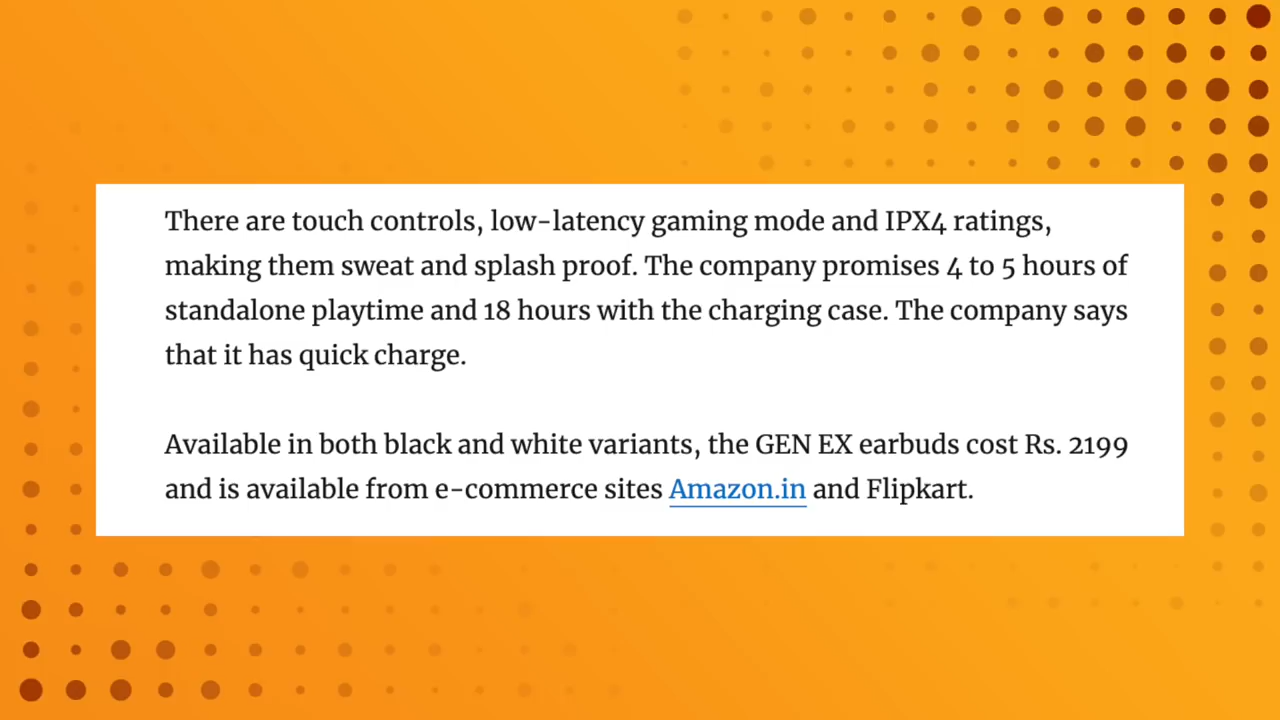 There are touch controls, low-latency gaming mode and IPX4 ratings,
making them sweat and splash proof. The company promises 4 to 5 hours of
standalone playtime and 18 hours with the charging case. The company says
that it has quick charge.
Available in both black and white variants, the GEN EX earbuds cost Rs. 2199
and is available from e-commerce sites Amazon.in and Flipkart.